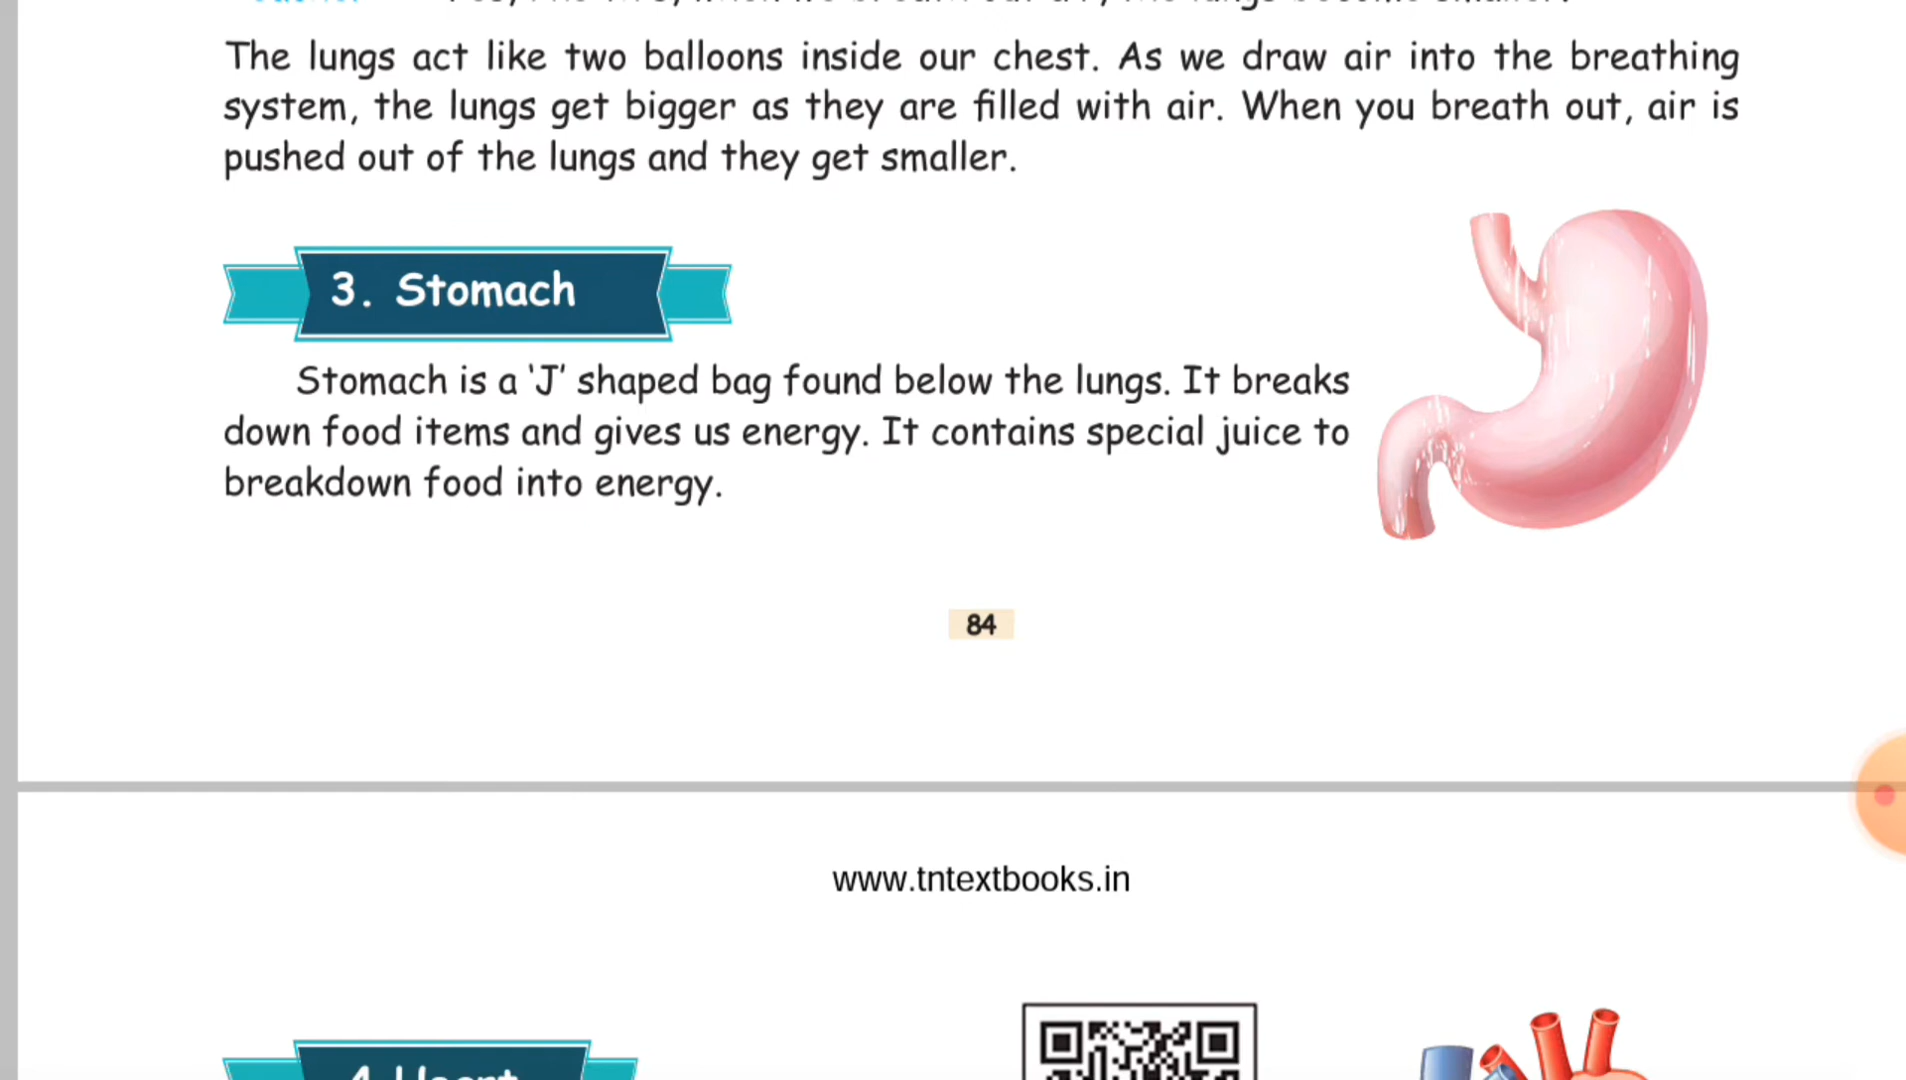 The lungs act like two balloons inside our chest. As we draw air into the breathing
system, the lungs get bigger as they are filled with air. When you breath out, air is
pushed out of the lungs and they get smaller.
3. Stomach
Stomach is a ‘J’ shaped bag found below the lungs. It breaks
down food items and gives us energy. It contains special juice to
breakdown food into energy.
84
www.tntextbooks.in
4 Heart